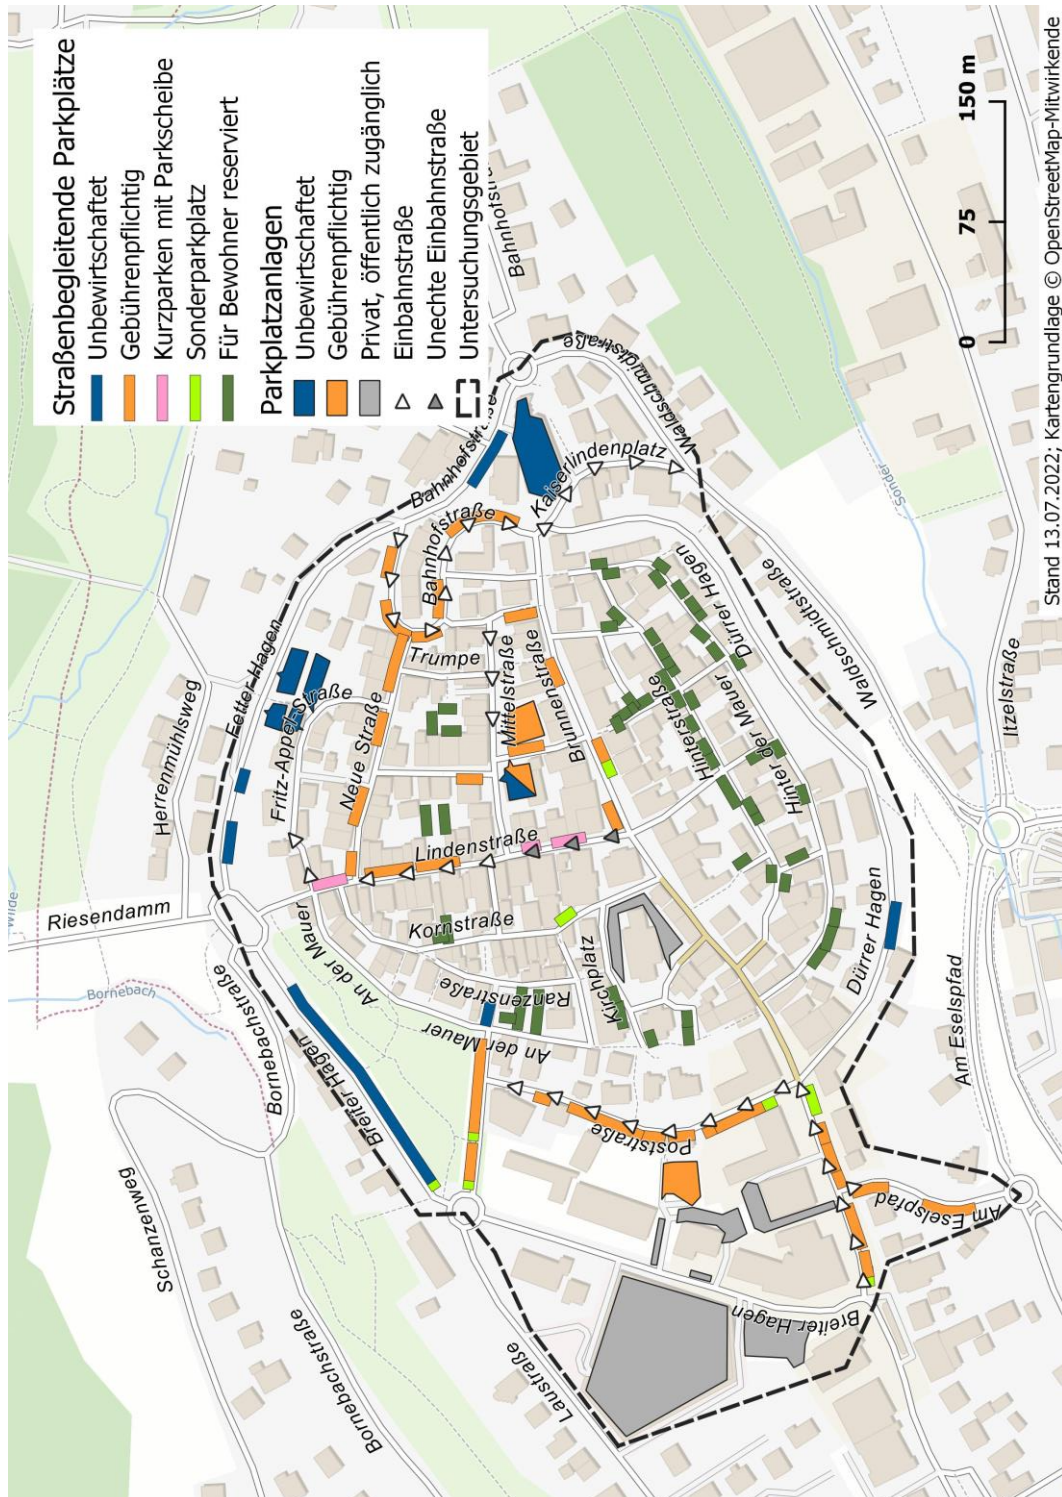 Straßenbegleitende Parkplätze
Unbewirtschaftet
Gebührenpflichtig
Kurzparken mit Parkscheibe
Sonderparkplatz
Für Bewohner reserviert
Parkplatzanlagen
Unbewirtschaftet
Gebührenpflichtig
Privat, öffentlich zugänglich
Einbahnstraße
Unechte Einbahnstraße
Untersuchungsgebiet
Wilde
Riesendamm
Herrenmühlsweg
Bornebach
Schanzenweg
Bornebachstraße
Bornebachstraße
Breiter Hagen
An der Mauer
Fetter Hagen
Fritz-Appel-Straße
Bahnhofstraße
Bahnhofstraße
Neue Straße
Bahnhofstraße
Trumpe
Lindenstraße
Mittelstraße
Kornstraße
Ranzenstraße
An der Mauer
Brunnenstraße
Kaiserlindenplatz
Waldschmidtstraße
Laustraße
Poststraße
Kirchplatz
Hinterstraße
Hinter der Mauer
Dürrer Hagen
Breiter Hagen
Am Eselspfad
Dürrer Hagen
Waldschmidtstraße
Am Eselspfad
Itzelstraße
Sonder
0 75 150 m
Stand 13.07.2022; Kartengrundlage © OpenStreetMap-Mitwirkende